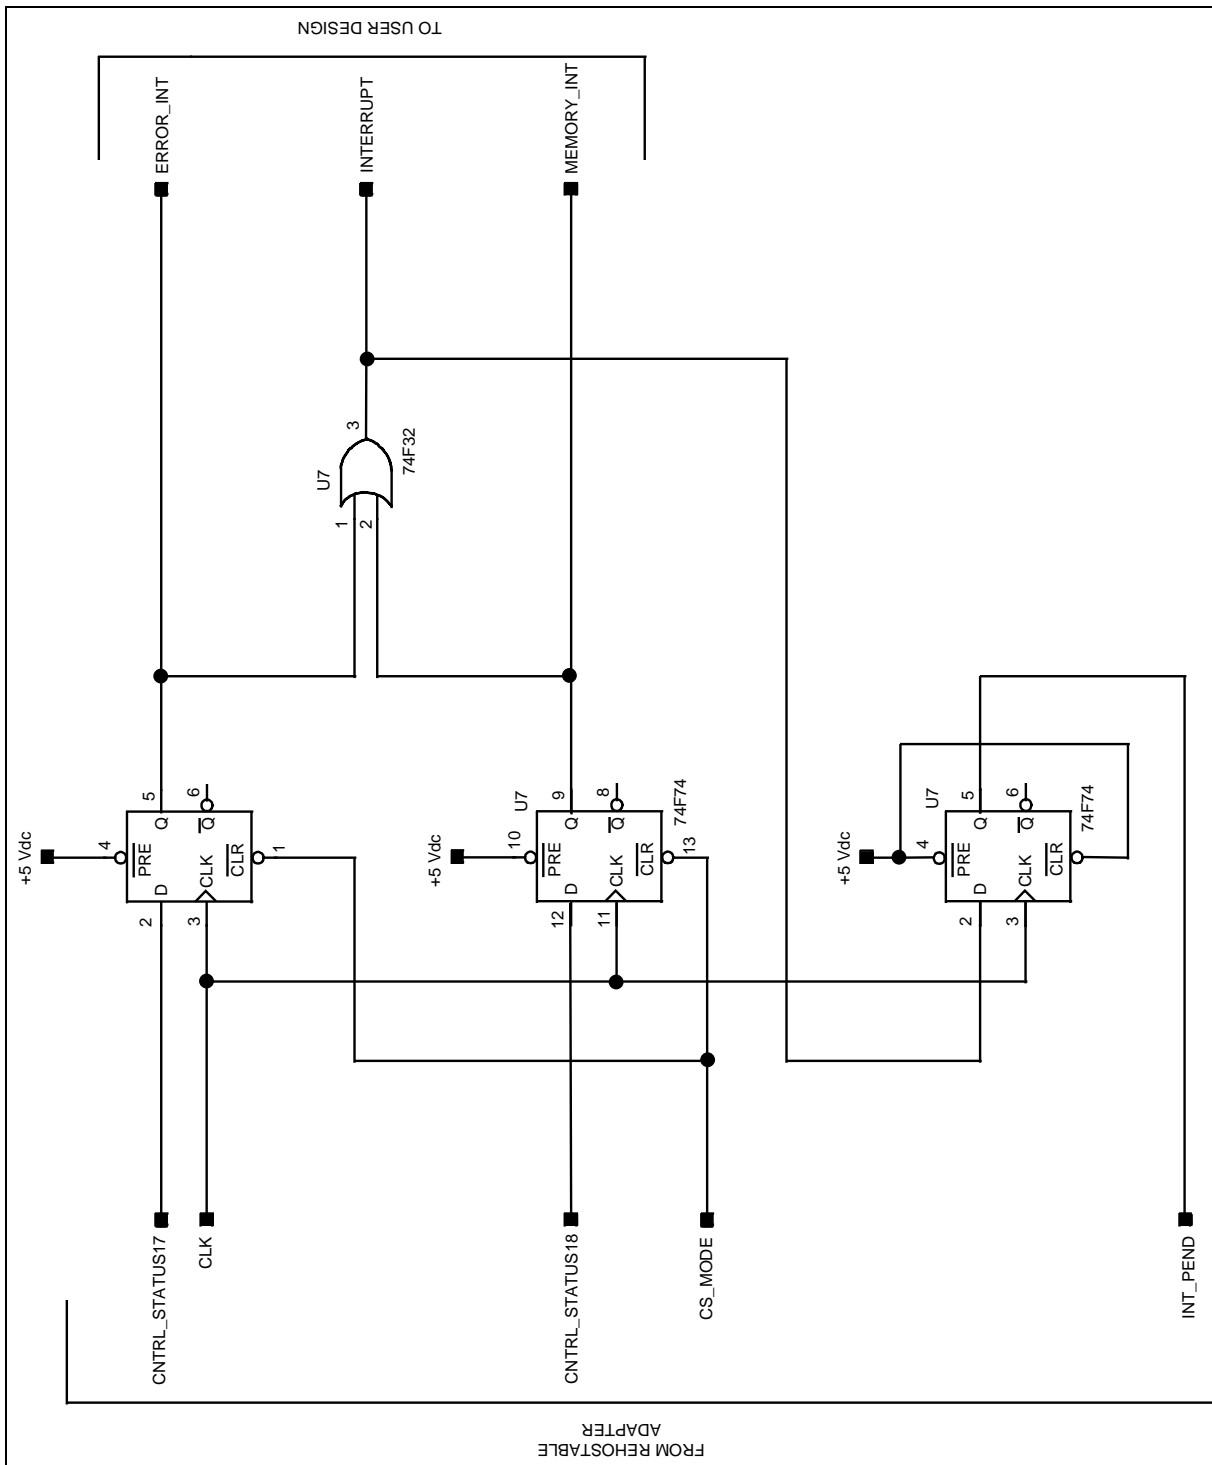 FROM REHOSTABLE
ADAPTER
TO USER DESIGN
CNTRL_STATUS17
CLK
CNTRL_STATUS18
CS_MODE
INT_PEND
+5 Vdc
4
PRE
2
D
Q
5
3
CLK
Q
6
CLR
1
+5 Vdc
10
U7
PRE
12
D
Q
9
11
CLK
Q
8
CLR
13
74F74
+5 Vdc
4
U7
PRE
2
D
Q
5
3
CLK
Q
6
CLR
74F74
U7
1
2
3
74F32
ERROR_INT
INTERRUPT
MEMORY_INT